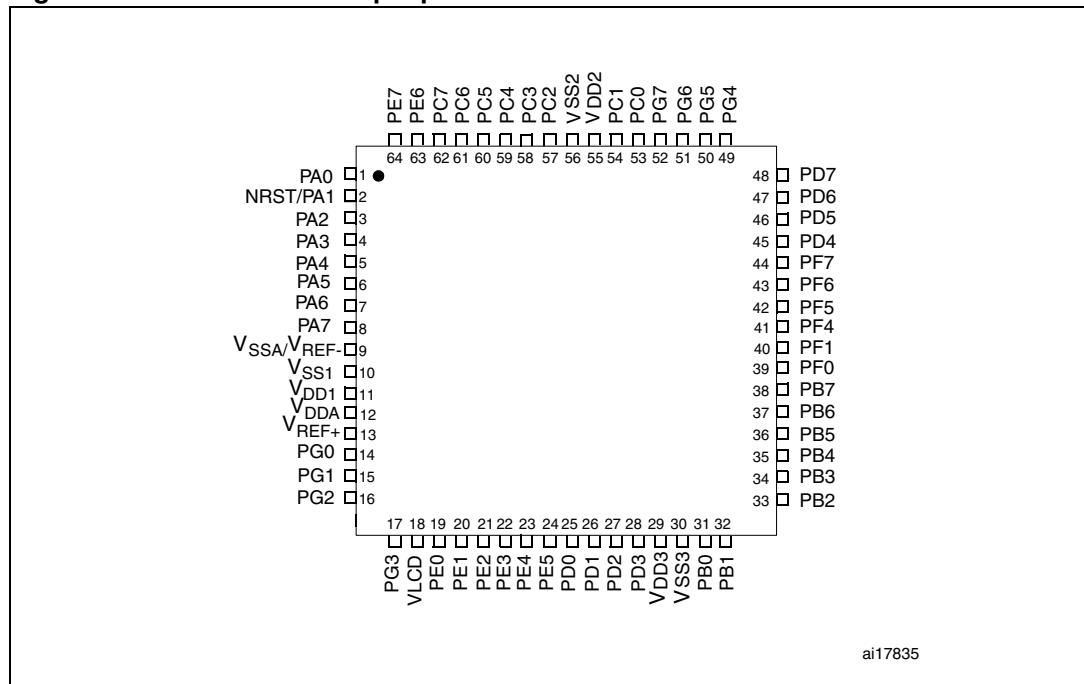 PE7
PE6
PC7
PC6
PC5
PC4
PC3
PC2
VSS2
VDD2
PC1
PC0
PG7
PG6
PG5
PG4
64 63 62 61 60 59 58 57 56 55 54 53 52 51 50 49
PA0 1
NRST/PA1 2
PA2 3
PA3 4
PA4 5
PA5 6
PA6 7
PA7 8
VSSA/VREF- 9
VSS1 10
VDD1 11
VDDA 12
VREF+ 13
PG0 14
PG1 15
PG2 16
48 PD7
47 PD6
46 PD5
45 PD4
44 PF7
43 PF6
42 PF5
41 PF4
40 PF1
39 PF0
38 PB7
37 PB6
36 PB5
35 PB4
34 PB3
33 PB2
17 18 19 20 21 22 23 24 25 26 27 28 29 30 31 32
PG3
VLCD
PE0
PE1
PE2
PE3
PE4
PE5
PD0
PD1
PD2
PD3
VDD3
VSS3
PB0
PB1
ai17835